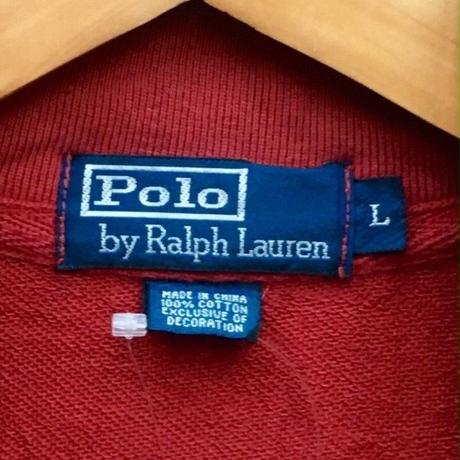 Polo
by Ralph Lauren
L
MADE IN CHINA
100% COTTON
EXCLUSIVE OF
DECORATION